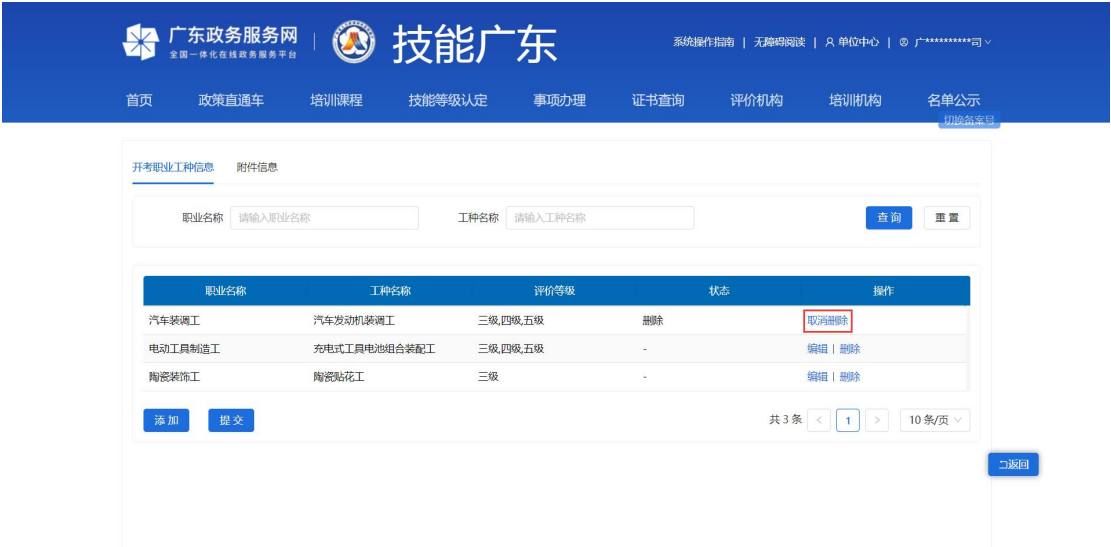 广东政务服务网
全国一体化在线政务服务平台
技能广东
系统操作指南 | 无障碍阅读 | 单位中心 | 广**********司
首页 政策直通车 培训课程 技能等级认定 事项办理 证书查询 评价机构 培训机构 名单公示
切换备案号
开考职业工种信息 附件信息
职业名称 请输入职业名称 工种名称 请输入工种名称 查询 重置
职业名称 工种名称 评价等级 状态 操作
汽车装调工 汽车发动机装调工 三级,四级,五级 删除 取消删除
电动工具制造工 充电式工具电池组合装配工 三级,四级,五级 - 编辑 | 删除
陶瓷装饰工 陶瓷贴花工 三级 - 编辑 | 删除
添加 提交 共 3 条 < 1 > 10 条/页
返回